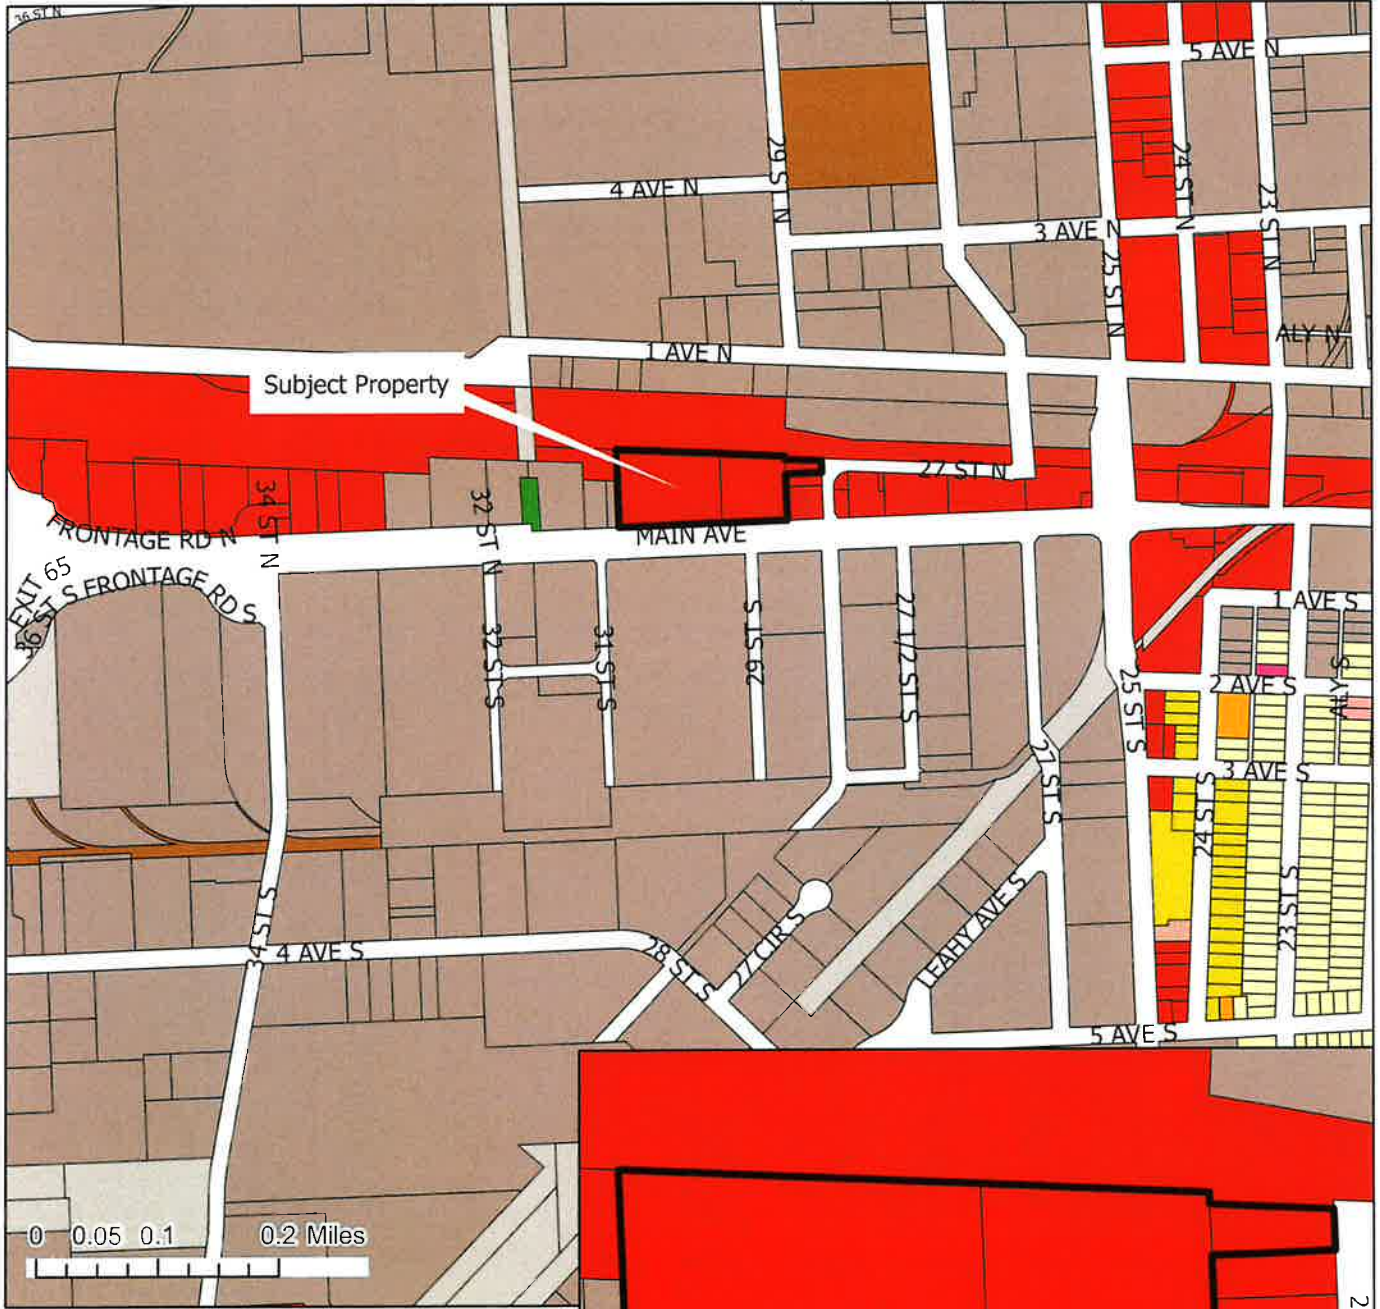 36 ST N
5 AVE N
29 ST N
24 ST N
4 AVE N
23 ST N
3 AVE N
25 ST N
ALY N
1 AVE N
Subject Property
27 ST N
34 ST N
32 ST N
FRONTAGE RD N
MAIN AVE
EXIT 65
36 ST S
FRONTAGE RD S
1 AVE S
32 ST S
31 ST S
29 ST S
27 1/2 ST S
ALY S
2 AVE S
25 ST S
27 ST S
3 AVE S
24 ST S
23 ST S
34 ST S
4 AVE S
28 ST S
27 CIR S
LEAHY AVE S
5 AVE S
0 0.05 0.1 0.2 Miles
2